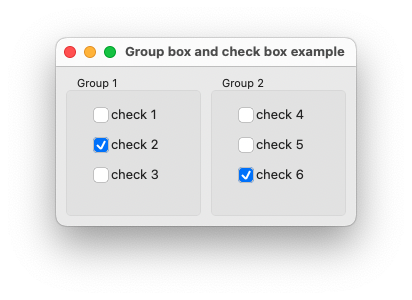 Group box and check box example
Group 1
check 1
check 2
check 3
Group 2
check 4
check 5
check 6